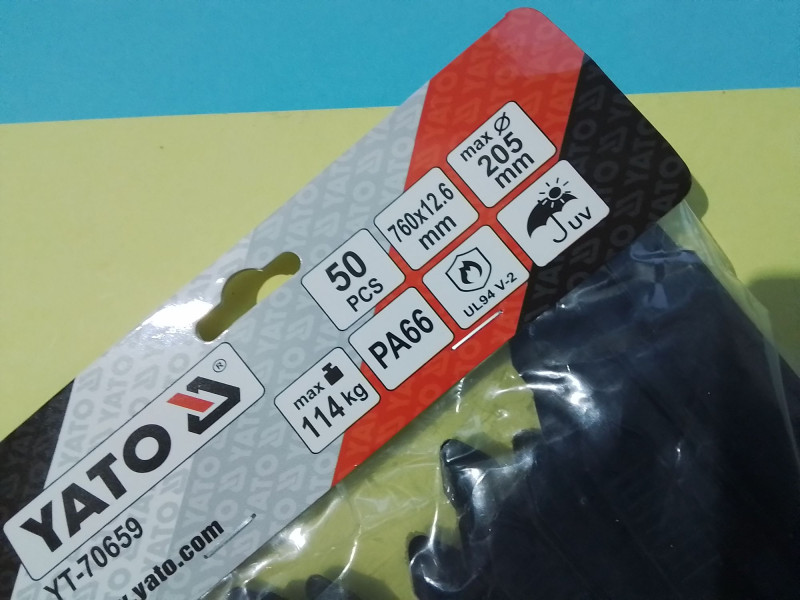 YATO ®
YT-70659
.yato.com
50
PCS
760x12.6
mm
max Ø
205
mm
max
114 kg
PA66
UL94 V-2
UV